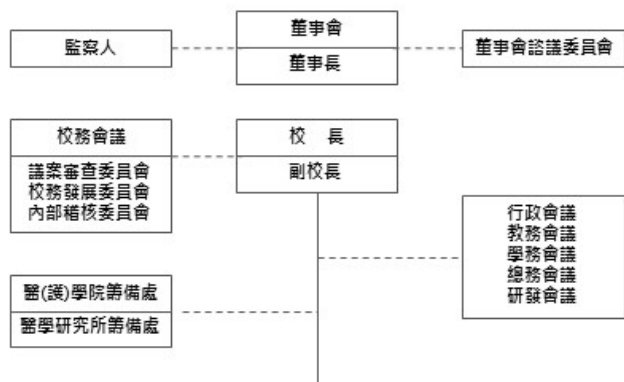 監察人
董事會
董事長
董事會諮議委員會
校務會議
議案審查委員會
校務發展委員會
內部稽核委員會
校 長
副校長
行政會議
教務會議
學務會議
總務會議
研發會議
醫(護)學院籌備處
醫學研究所籌備處